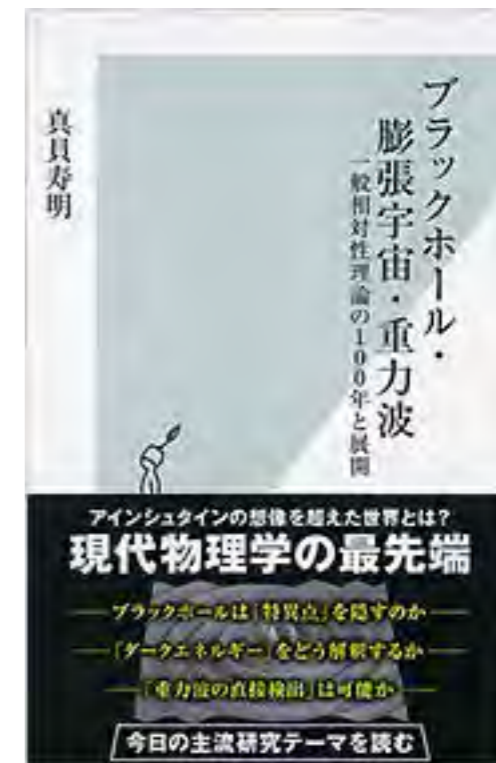 ブラックホール・
膨張宇宙・重力波
一般相対性理論の100年と展開
真貝寿明
アインシュタインの想像を超えた世界とは?
現代物理学の最先端
ブラックホールは「特異点」を隠すのか
「ダークエネルギー」をどう解釈するか
「重力波の直接検出」は可能か
今日の主流研究テーマを読む